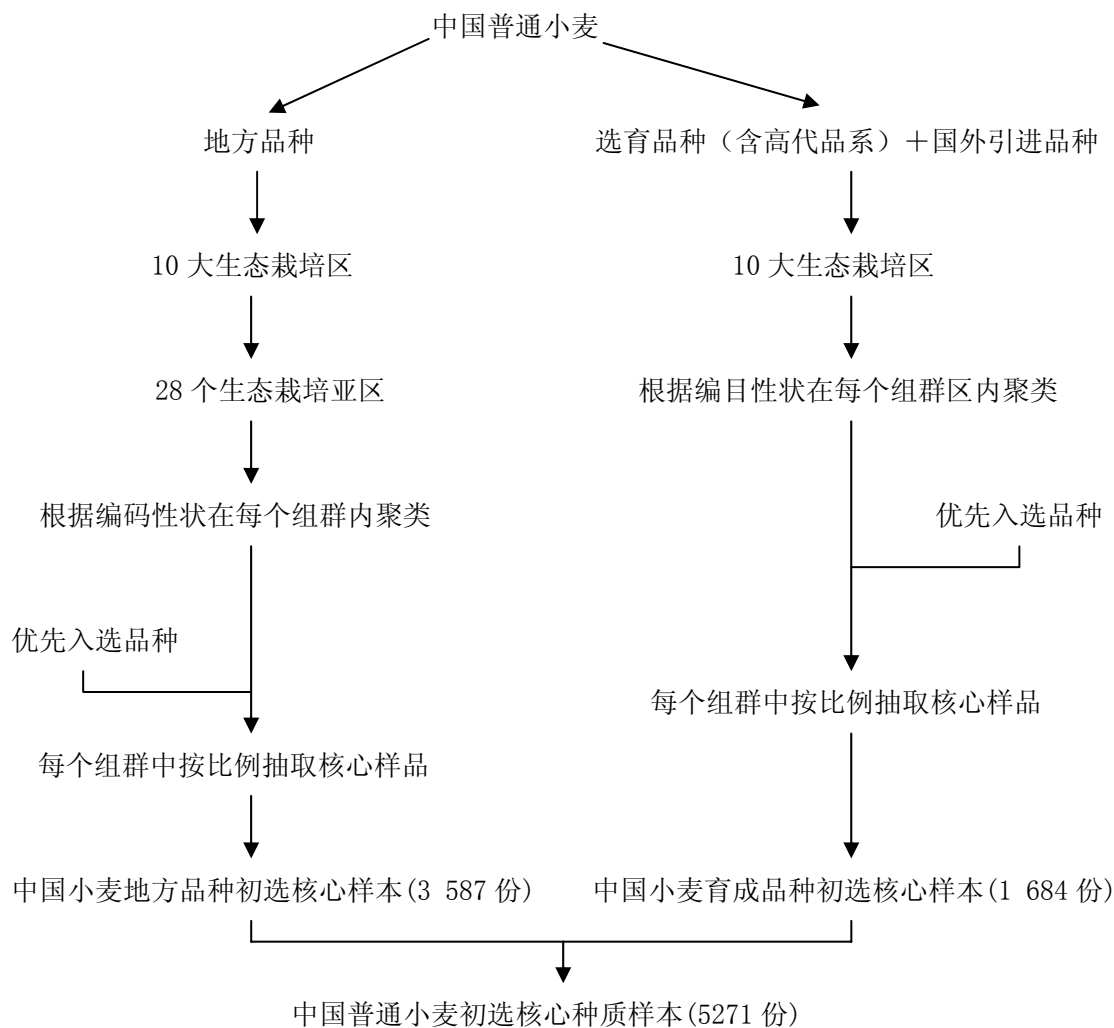 中国普通小麦
地方品种
选育品种（含高代品系）＋国外引进品种
10 大生态栽培区
10 大生态栽培区
28 个生态栽培亚区
根据编目性状在每个组群区内聚类
根据编码性状在每个组群内聚类
优先入选品种
优先入选品种
每个组群中按比例抽取核心样品
每个组群中按比例抽取核心样品
中国小麦地方品种初选核心样本(3 587 份)
中国小麦育成品种初选核心样本(1 684 份)
中国普通小麦初选核心种质样本(5271 份)